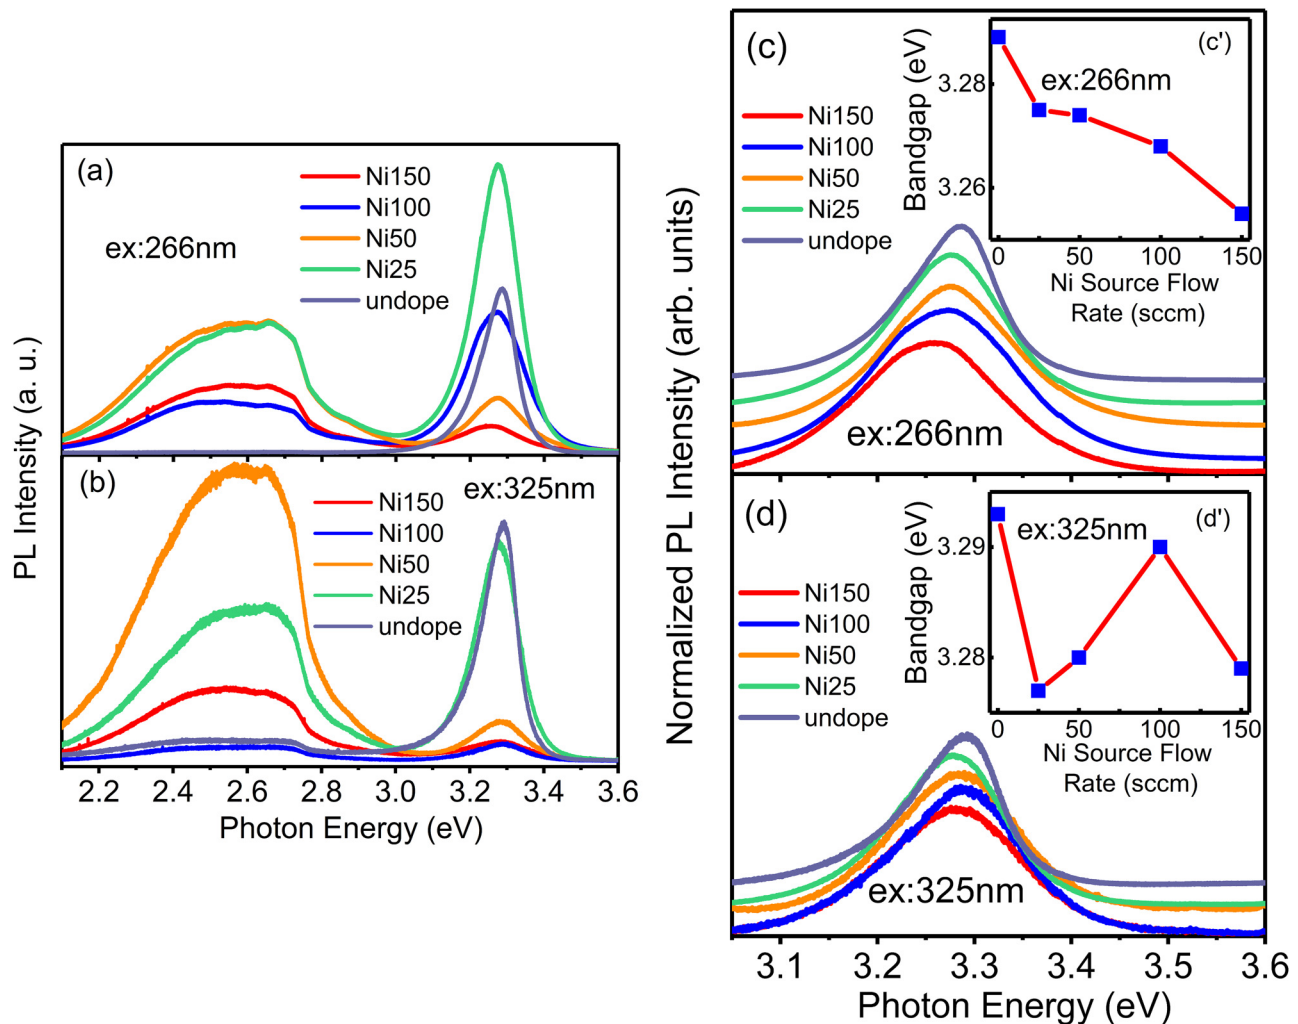 (a)
Ni150
Ni100
Ni50
Ni25
undope
ex:266nm
(b)
ex:325nm
Ni150
Ni100
Ni50
Ni25
undope
PL Intensity (a. u.)
2.2 2.4 2.6 2.8 3.0 3.2 3.4 3.6
Photon Energy (eV)
(c)
Ni150
Ni100
Ni50
Ni25
undope
ex:266nm
(c')
ex:266nm
Bandgap (eV)
3.28
3.26
0 50 100 150
Ni Source Flow
Rate (sccm)
(d)
Ni150
Ni100
Ni50
Ni25
undope
ex:325nm
(d')
ex:325nm
Bandgap (eV)
3.29
3.28
0 50 100 150
Ni Source Flow
Rate (sccm)
Normalized PL Intensity (arb. units)
3.1 3.2 3.3 3.4 3.5 3.6
Photon Energy (eV)